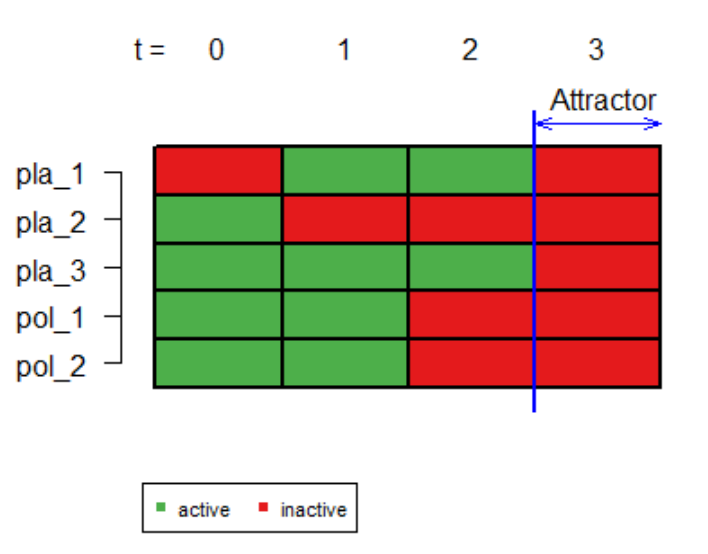 t = 0 1 2 3
Attractor
pla_1
pla_2
pla_3
pol_1
pol_2
active inactive